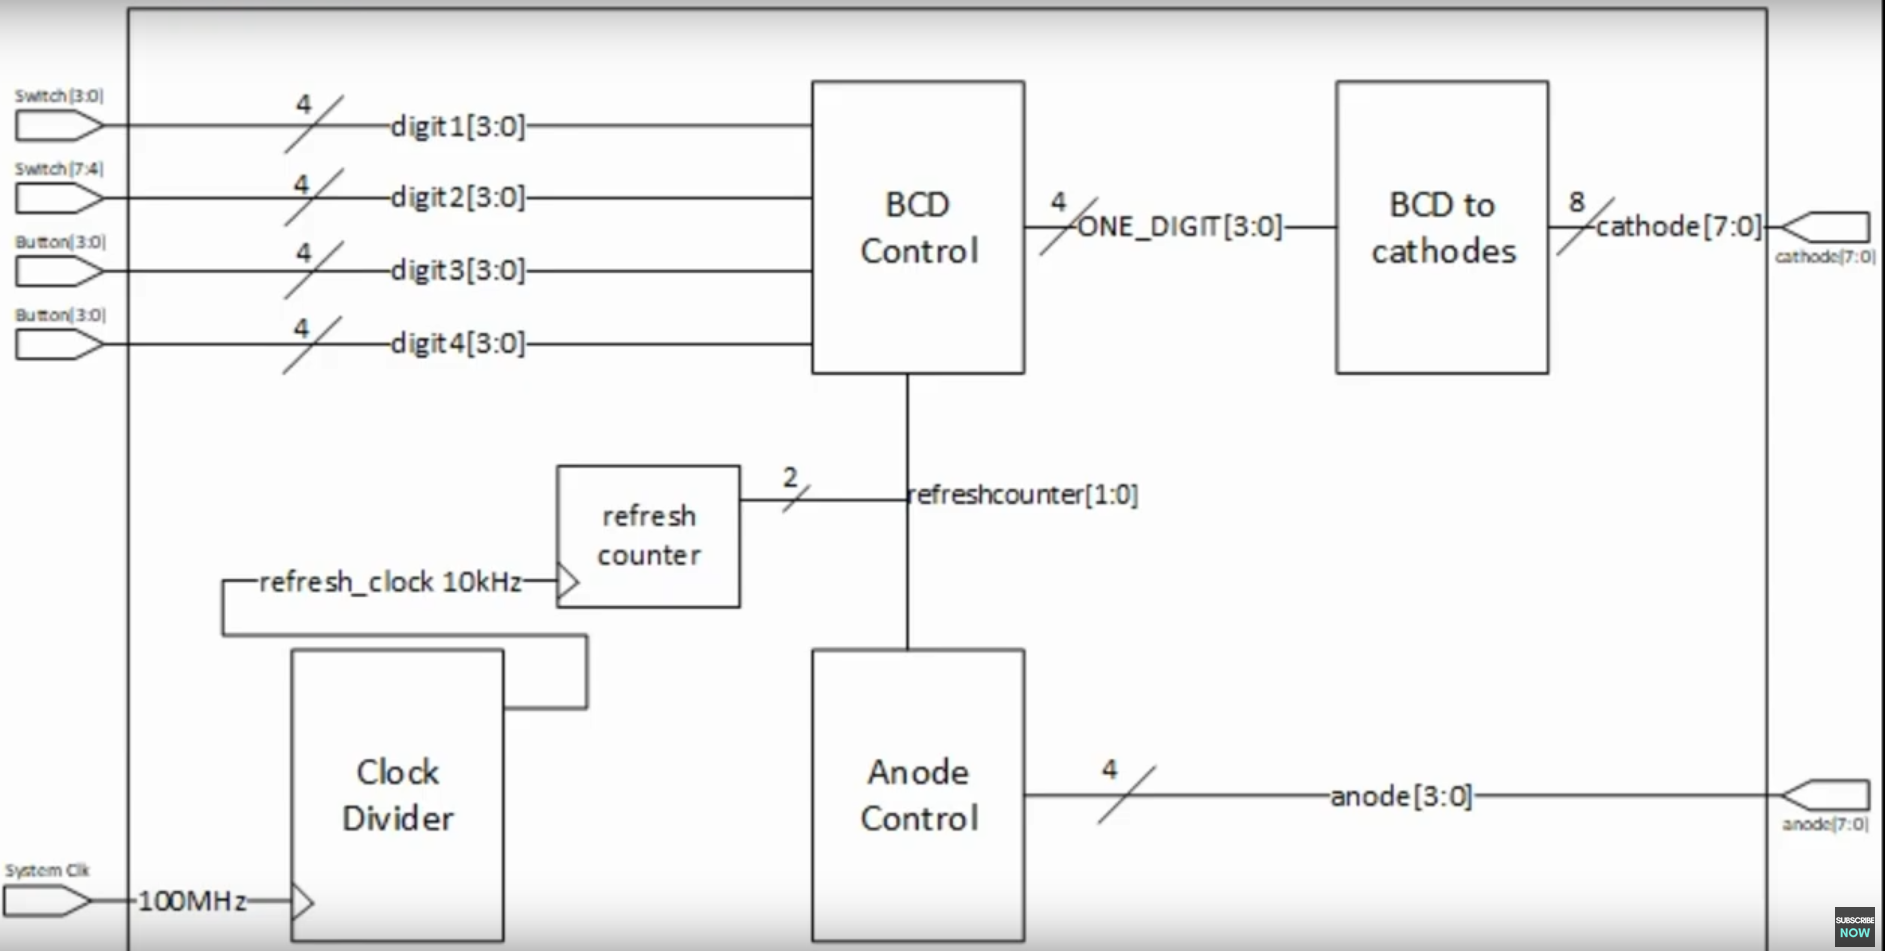 Switch[3:0]
4
digit1[3:0]
Switch[7:4]
4
digit2[3:0]
Button[3:0]
4
digit3[3:0]
Button[3:0]
4
digit4[3:0]
BCD
Control
4
ONE_DIGIT[3:0]
BCD to
cathodes
8
cathode[7:0]
cathode[7:0]
refresh
counter
2
refreshcounter[1:0]
refresh_clock 10kHz
Clock
Divider
Anode
Control
4
anode[3:0]
anode[7:0]
System Clk
100MHz
SUBSCRIBE
NOW